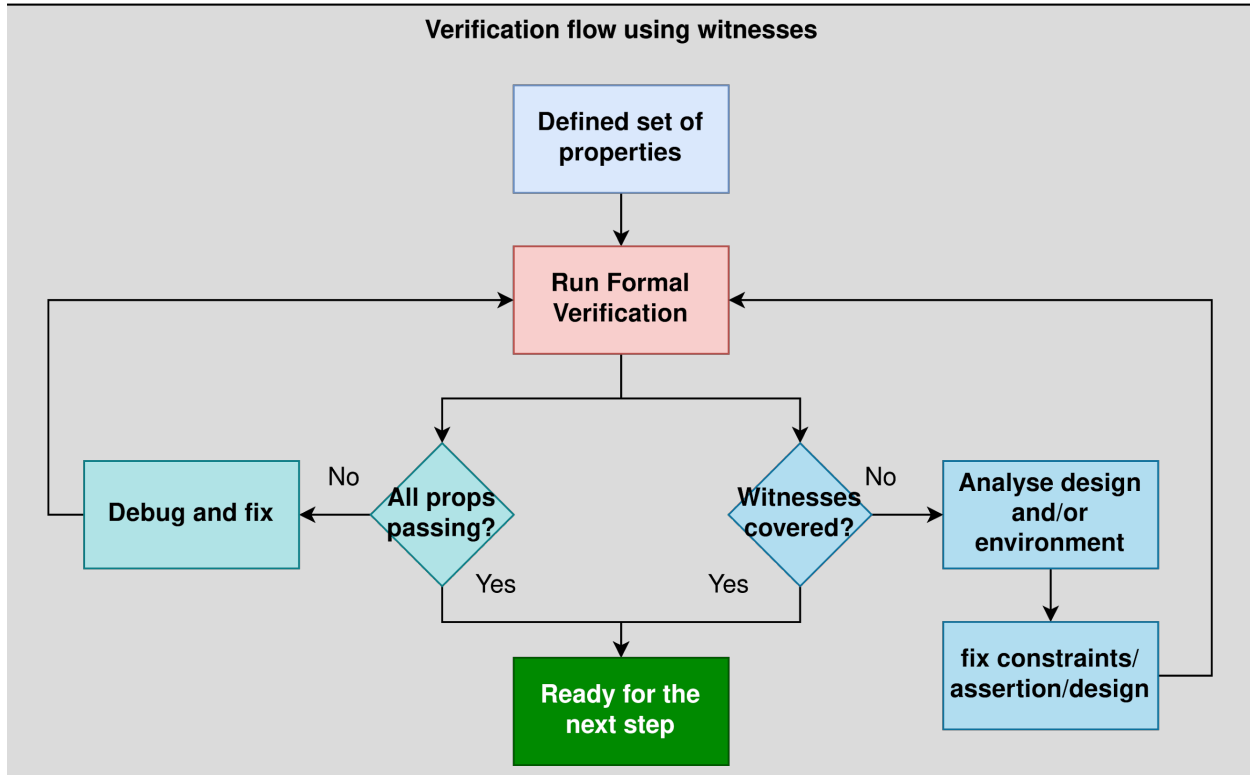 Verification flow using witnesses
Defined set of
properties
Run Formal
Verification
No
All props
passing?
Debug and fix
Yes
Witnesses
covered?
No
Yes
Analyse design
and/or
environment
fix constraints/
assertion/design
Ready for the
next step